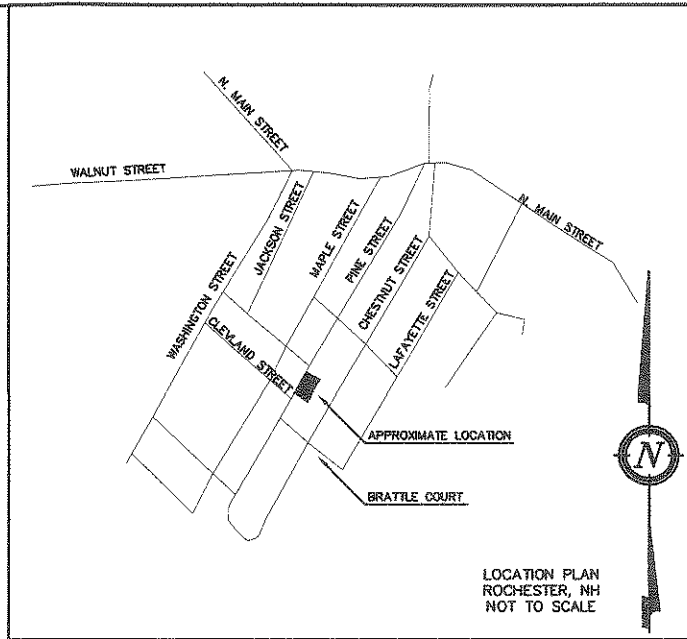 N. MAIN STREET
WALNUT STREET
JACKSON STREET
MAPLE STREET
PINE STREET
N. MAIN STREET
WASHINGTON STREET
CHESTNUT STREET
LAFAYETTE STREET
CLEVLAND STREET
APPROXIMATE LOCATION
BRATTLE COURT
N
LOCATION PLAN
ROCHESTER, NH
NOT TO SCALE